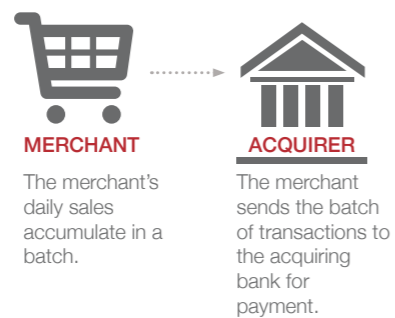 MERCHANT
The merchant's
daily sales
accumulate in a
batch.
ACQUIRER
The merchant
sends the batch
of transactions to
the acquiring
bank for
payment.